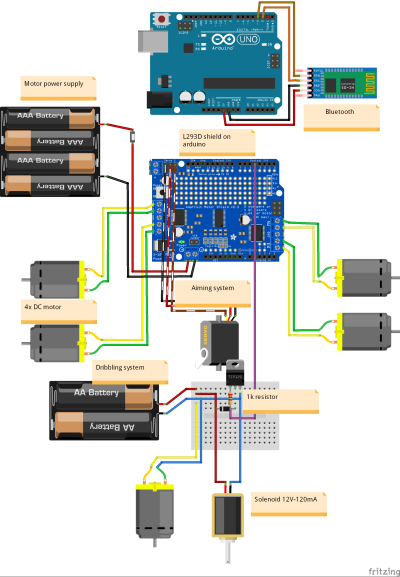 Arduino
UNO
Motor power supply
AAA Battery
AAA Battery
AAA Battery
AAA Battery
Bluetooth
L293D shield on
arduino
Aiming system
4x DC motor
Dribbling system
AA Battery
AA Battery
1k resistor
Solenoid 12V-120mA
fritzing